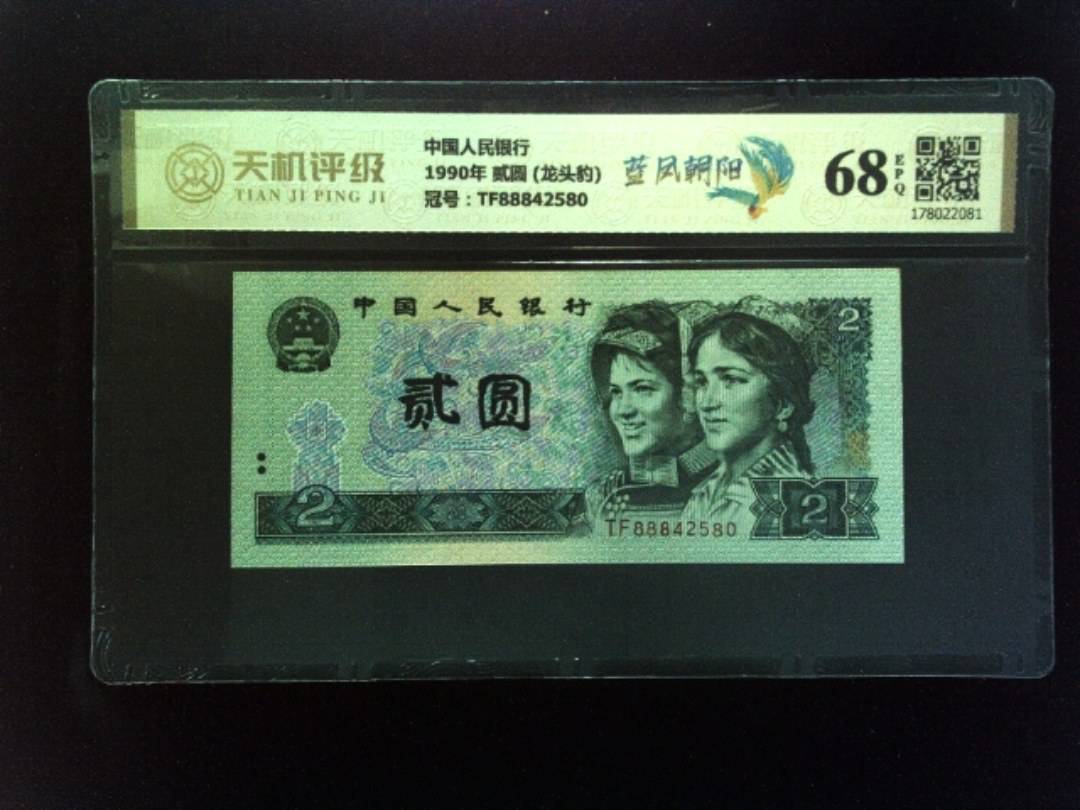 天机评级
TIAN JI PING JI
中国人民银行
1990年 贰圆 (龙头豹)
冠号：TF88842580
蓝凤朝阳
68
EPQ
178022081
中国人民银行
2
贰圆
2
2
TF88842580